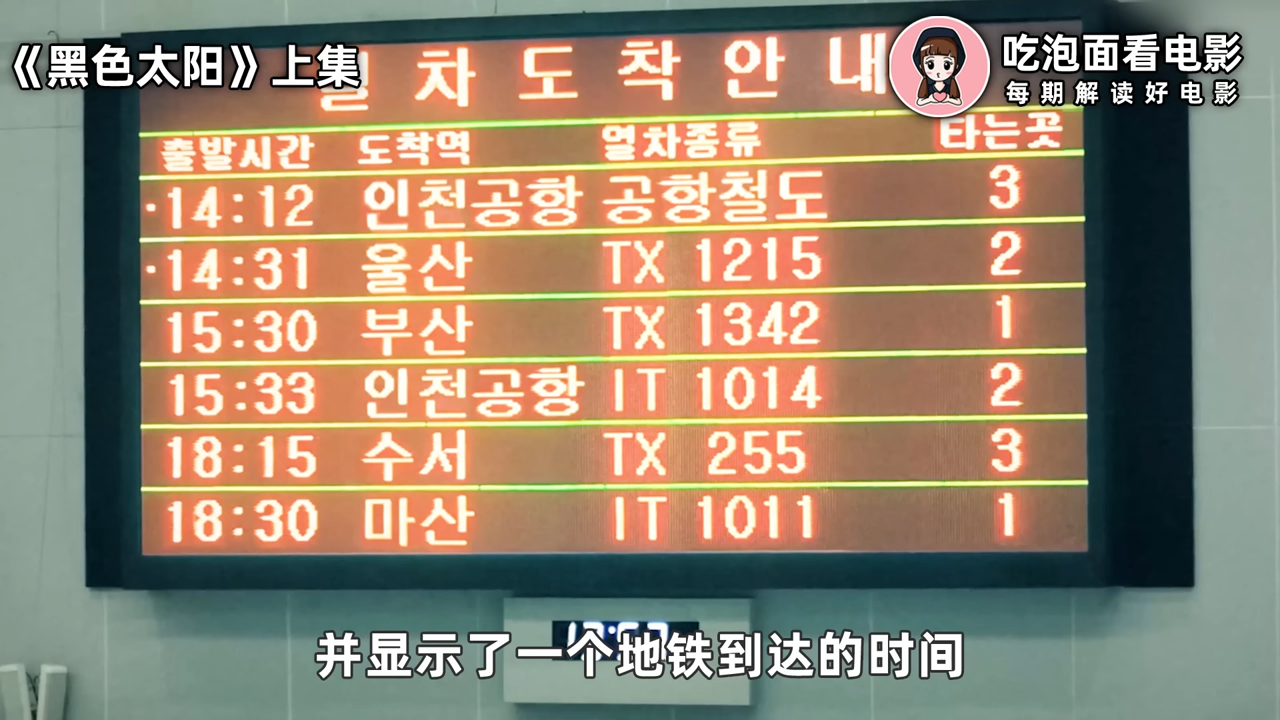 《黑色太阳》上集
吃泡面看电影
每期解读好电影
열 차 도 착 안 내
출발시간 도착역 열차종류 타는곳
·14:12 인천공항 공항철도 3
·14:31 울산 TX 1215 2
15:30 부산 TX 1342 1
15:33 인천공항 IT 1014 2
18:15 수서 TX 255 3
18:30 마산 IT 1011 1
并显示了一个地铁到达的时间